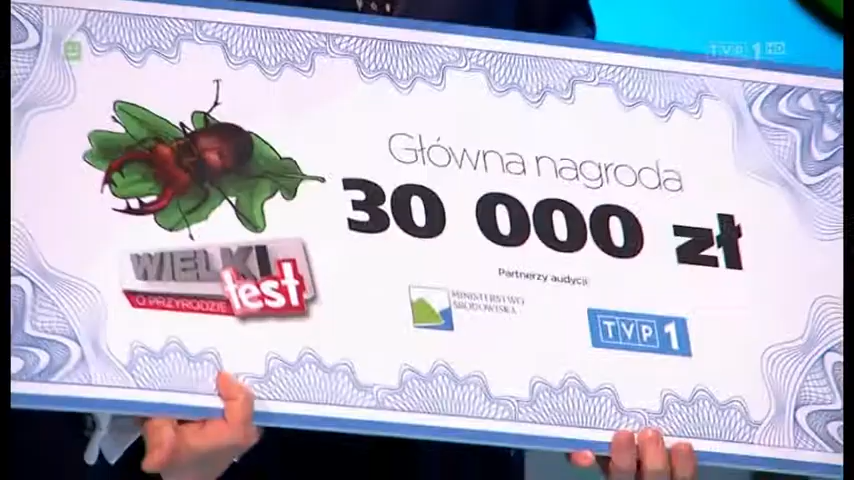 TVP 1 HD
Główna nagroda
30 000 zł
WIELKI
test
O PRZYRODZIE
Partnerzy audycji
MINISTERSTWO
ŚRODOWISKA
TVP 1